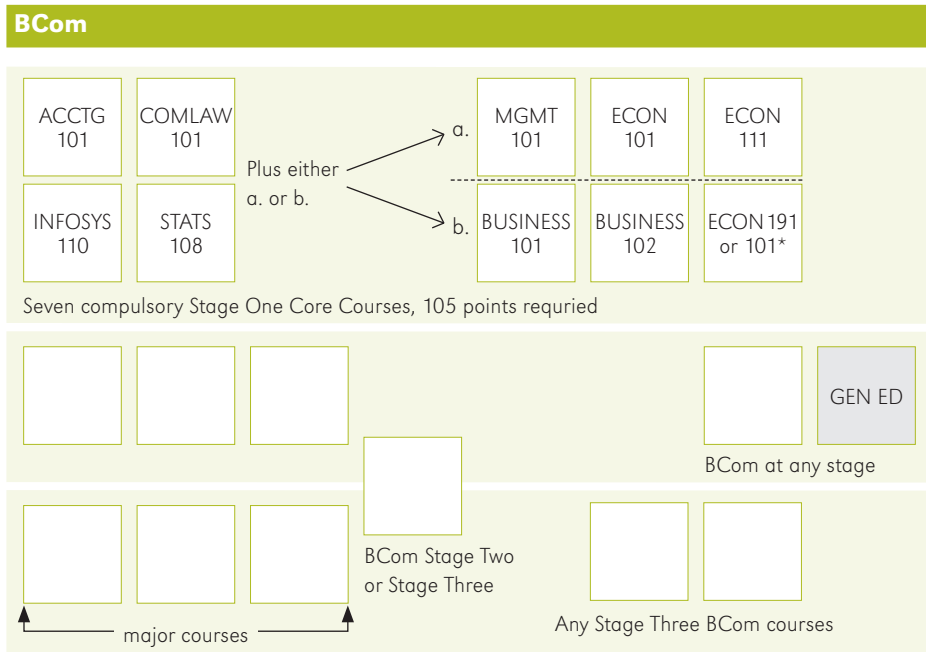 BCom
ACCTG
101
COMLAW
101
INFOSYS
110
STATS
108
Plus either
a. or b.
a.
MGMT
101
ECON
101
ECON
111
b.
BUSINESS
101
BUSINESS
102
ECON 191
or 101*
Seven compulsory Stage One Core Courses, 105 points requried
GEN ED
BCom at any stage
BCom Stage Two
or Stage Three
major courses
Any Stage Three BCom courses